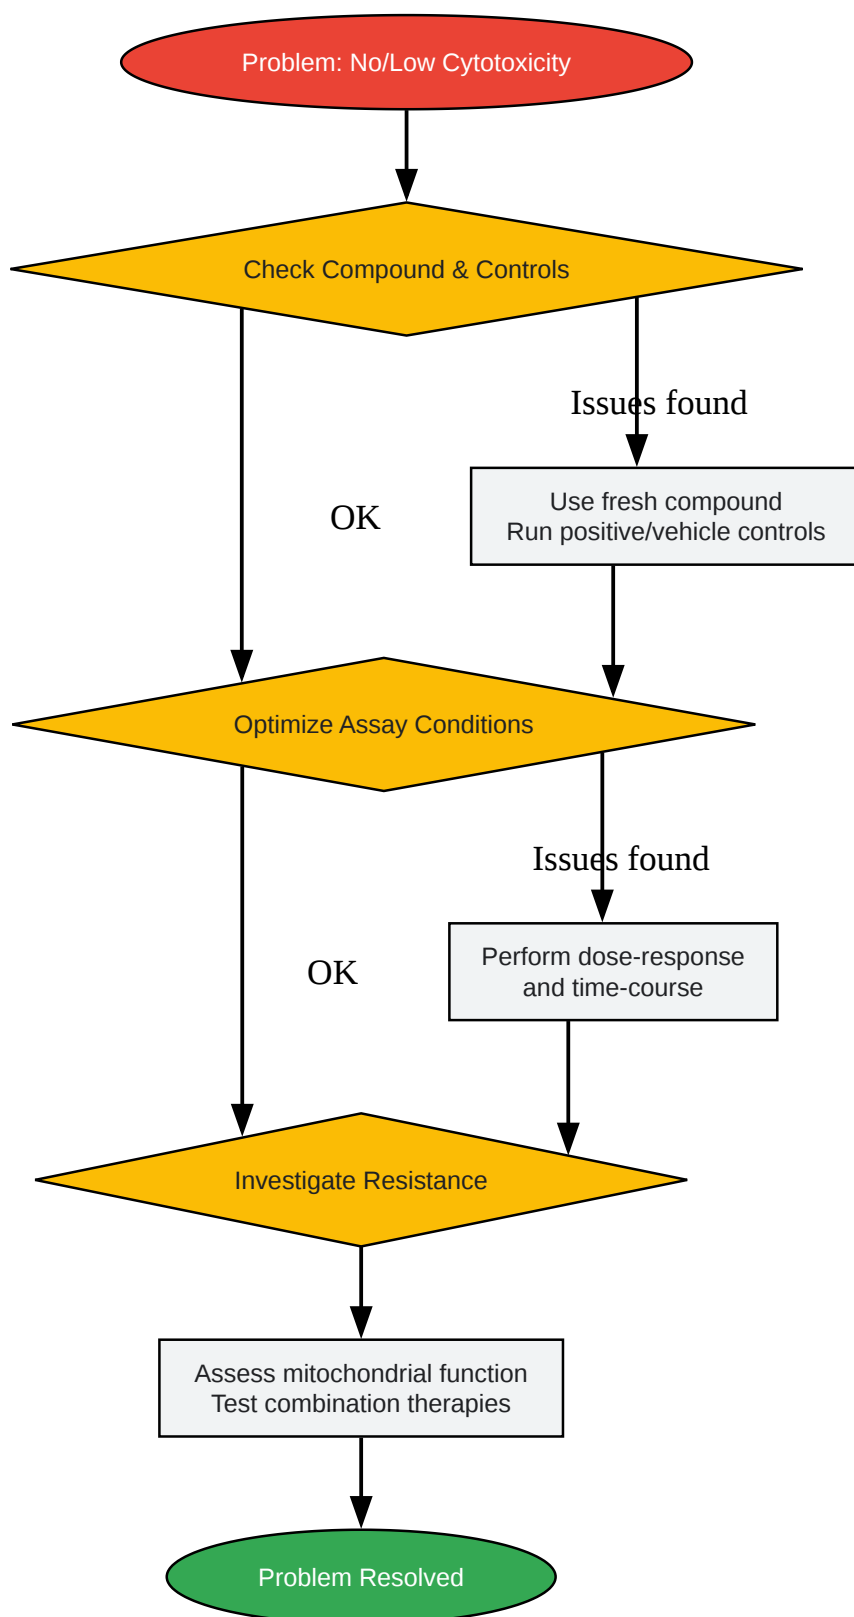 Problem: No/Low Cytotoxicity
Check Compound & Controls
Issues found
Use fresh compound
Run positive/vehicle controls
OK
Optimize Assay Conditions
Issues found
Perform dose-response
and time-course
OK
Investigate Resistance
Assess mitochondrial function
Test combination therapies
Problem Resolved